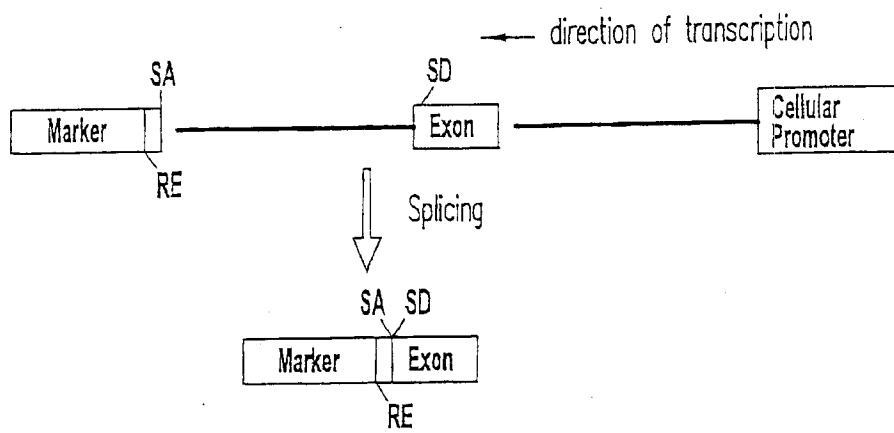 ← direction of transcription
SA
SD
Marker
Exon
Cellular
Promoter
RE
Splicing
SA SD
Marker
Exon
RE